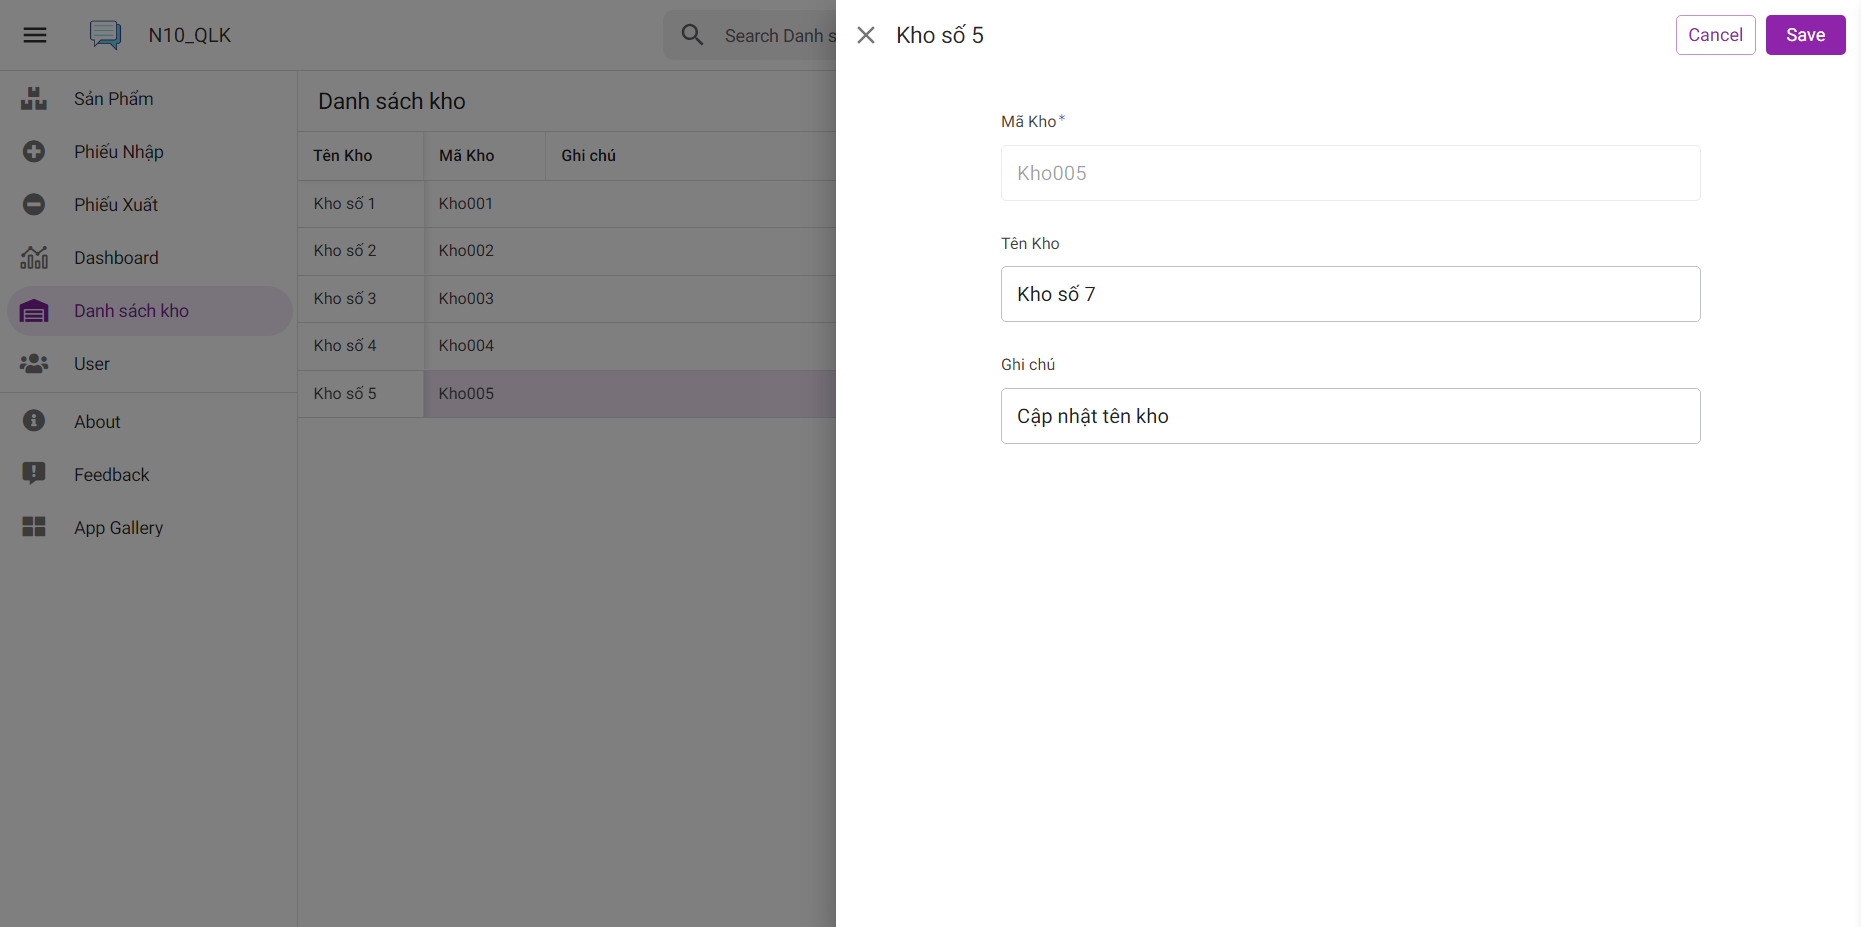 N10_QLK
Search Danh s
Sản Phẩm
Phiếu Nhập
Phiếu Xuất
Dashboard
Danh sách kho
User
About
Feedback
App Gallery
Danh sách kho
Tên Kho Mã Kho Ghi chú
Kho số 1 Kho001
Kho số 2 Kho002
Kho số 3 Kho003
Kho số 4 Kho004
Kho số 5 Kho005
Kho số 5
Cancel Save
Mã Kho*
Kho005
Tên Kho
Kho số 7
Ghi chú
Cập nhật tên kho